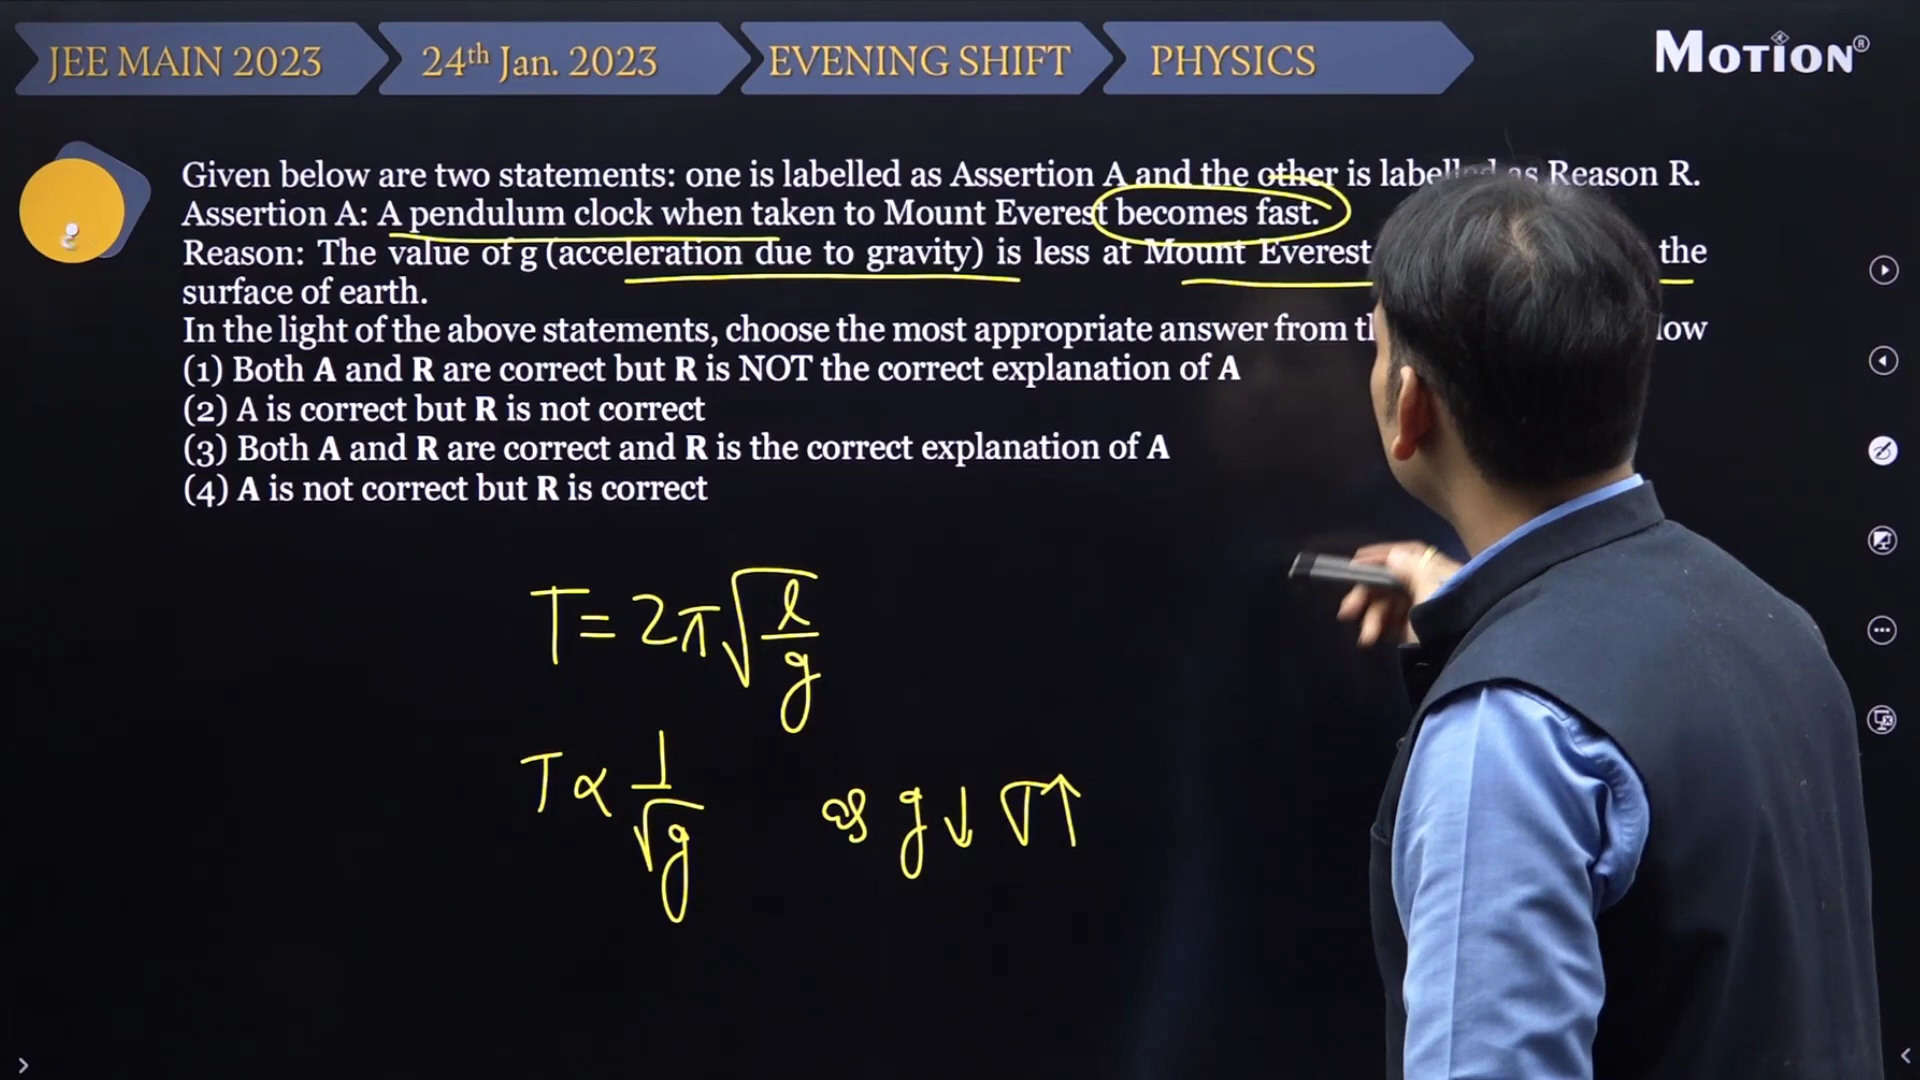 JEE MAIN 2023 24th Jan. 2023 EVENING SHIFT PHYSICS MOTION®
Given below are two statements: one is labelled as Assertion A and the other is labelled as Reason R.
Assertion A: A pendulum clock when taken to Mount Everest becomes fast.
Reason: The value of g (acceleration due to gravity) is less at Mount Everest the
surface of earth.
In the light of the above statements, choose the most appropriate answer from
(1) Both A and R are correct but R is NOT the correct explanation of A
(2) A is correct but R is not correct
(3) Both A and R are correct and R is the correct explanation of A
(4) A is not correct but R is correct
T = 2π√(l/g)
T ∝ 1/√g g↓ T↑